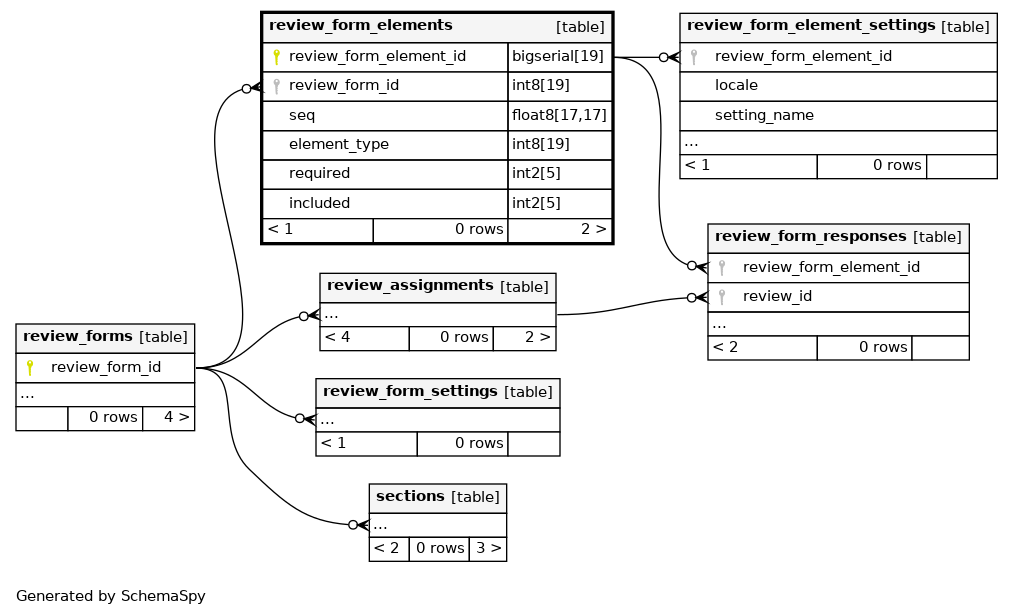 review_form_elements [table]
review_form_element_id bigserial[19]
review_form_id int8[19]
seq float8[17,17]
element_type int8[19]
required int2[5]
included int2[5]
< 1 0 rows 2 >
review_form_element_settings [table]
review_form_element_id
locale
setting_name
...
< 1 0 rows
review_form_responses [table]
review_form_element_id
review_id
...
< 2 0 rows
review_assignments [table]
...
< 4 0 rows 2 >
review_forms [table]
review_form_id
...
0 rows 4 >
review_form_settings [table]
...
< 1 0 rows
sections [table]
...
< 2 0 rows 3 >
Generated by SchemaSpy